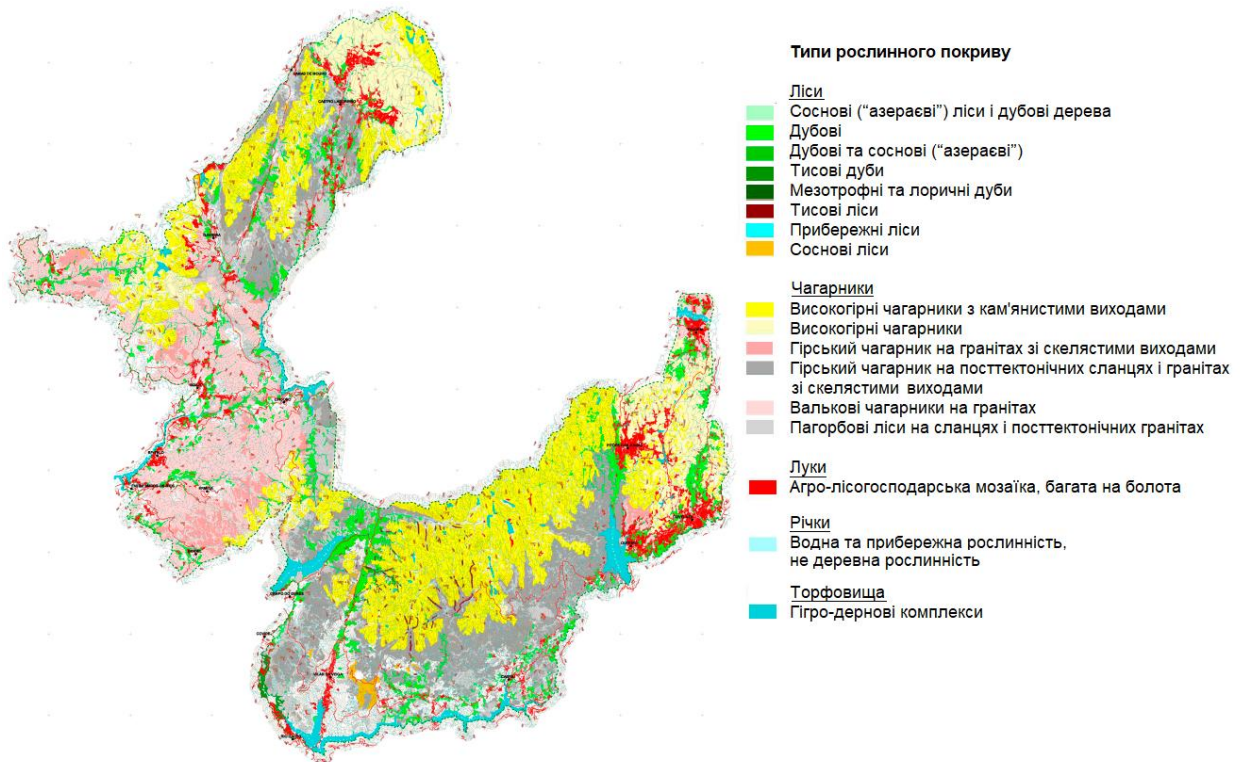 Типи рослинного покриву
Ліси
Соснові (“азераєві”) ліси і дубові дерева
Дубові
Дубові та соснові (“азераєві”)
Тисові дуби
Мезотрофні та лоричні дуби
Тисові ліси
Прибережні ліси
Соснові ліси
Чагарники
Високогірні чагарники з кам'янистими виходами
Високогірні чагарники
Гірський чагарник на гранітах зі скелястими виходами
Гірський чагарник на посттектонічних сланцях і гранітах
зі скелястими виходами
Валькові чагарники на гранітах
Пагорбові ліси на сланцях і посттектонічних гранітах
Луки
Агро-лісогосподарська мозаїка, багата на болота
Річки
Водна та прибережна рослинність,
не деревна рослинність
Торфовища
Гігро-дернові комплекси